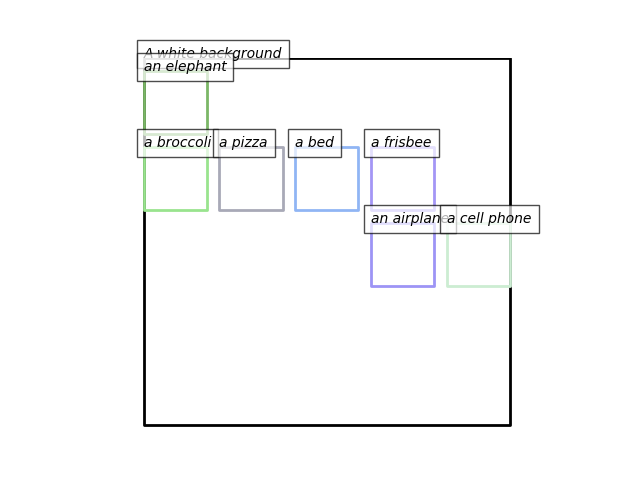 A white background
an elephant
a broccoli
a pizza
a bed
a frisbee
an airplane
a cell phone